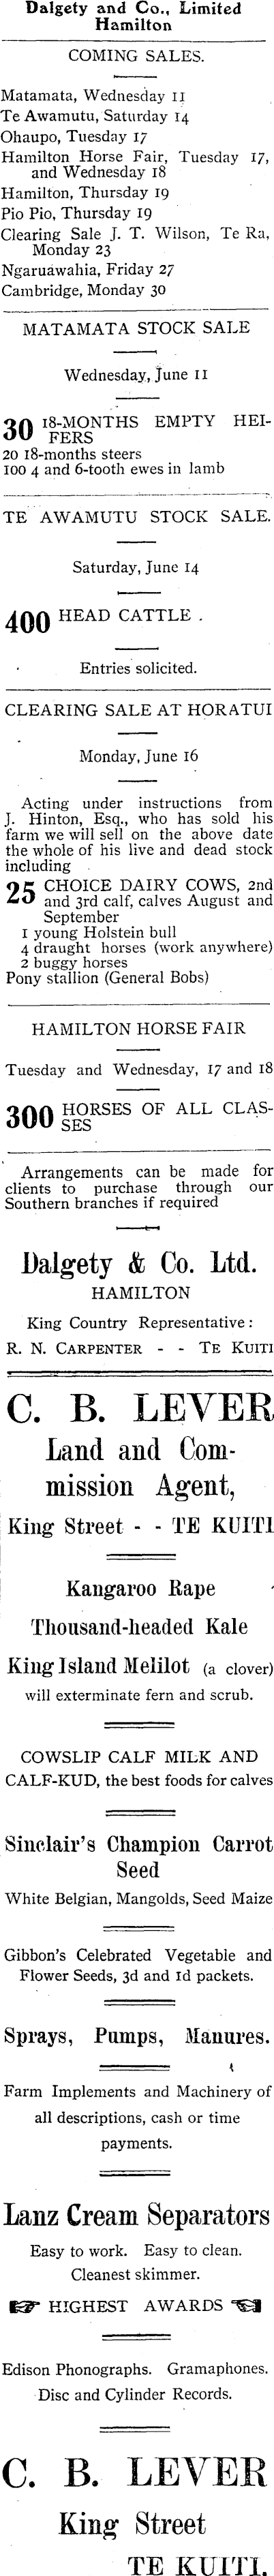 Dalgety and Co., Limited
Hamilton
COMING SALES.
Matamata, Wednesday 11
Te Awamutu, Saturday 14
Ohaupo, Tuesday 17
Hamilton Horse Fair, Tuesday 17,
and Wednesday 18
Hamilton, Thursday 19
Pio Pio, Thursday 19
Clearing Sale J. T. Wilson, Te Ra,
Monday 23
Ngaruawahia, Friday 27
Cambridge, Monday 30
MATAMATA STOCK SALE
Wednesday, June 11
30 18-MONTHS EMPTY HEI-
FERS
20 18-months steers
100 4 and 6-tooth ewes in lamb
TE AWAMUTU STOCK SALE.
Saturday, June 14
400 HEAD CATTLE .
Entries solicited.
CLEARING SALE AT HORATUI
Monday, June 16
Acting under instructions from
J. Hinton, Esq., who has sold his
farm we will sell on the above date
the whole of his live and dead stock
including
25 CHOICE DAIRY COWS, 2nd
and 3rd calf, calves August and
September
1 young Holstein bull
4 draught horses (work anywhere)
2 buggy horses
Pony stallion (General Bobs)
HAMILTON HORSE FAIR
Tuesday and Wednesday, 17 and 18
300 HORSES OF ALL CLAS-
SES
Arrangements can be made for
clients to purchase through our
Southern branches if required
Dalgety & Co. Ltd.
HAMILTON
King Country Representative:
R. N. CARPENTER - - TE KUITI
C. B. LEVER
Land and Com-
mission Agent,
King Street - - TE KUITI
Kangaroo Rape
Thousand-headed Kale
King Island Melilot (a clover)
will exterminate fern and scrub.
COWSLIP CALF MILK AND
CALF-KUD, the best foods for calves
Sinclair's Champion Carrot
Seed
White Belgian, Mangolds, Seed Maize
Gibbon's Celebrated Vegetable and
Flower Seeds, 3d and 1d packets.
Sprays, Pumps, Manures.
Farm Implements and Machinery of
all descriptions, cash or time
payments.
Lanz Cream Separators
Easy to work. Easy to clean.
Cleanest skimmer.
HIGHEST AWARDS
Edison Phonographs. Gramaphones.
Disc and Cylinder Records.
C. B. LEVER
King Street
TE KUITI.